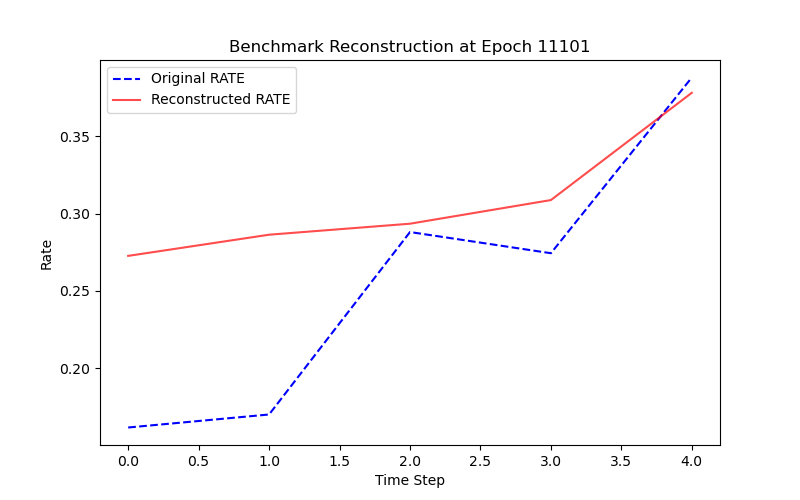 Benchmark Reconstruction at Epoch 11101
Original RATE
Reconstructed RATE
0.35
0.30
0.25
0.20
Rate
0.0 0.5 1.0 1.5 2.0 2.5 3.0 3.5 4.0
Time Step